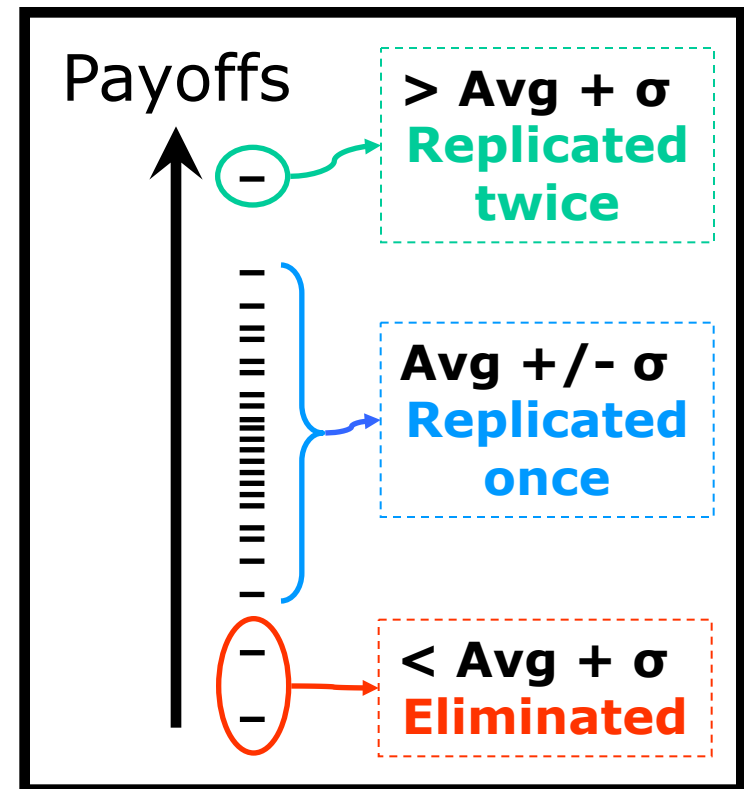 Payoffs
> Avg + σ
Replicated
twice
Avg +/- σ
Replicated
once
< Avg + σ
Eliminated